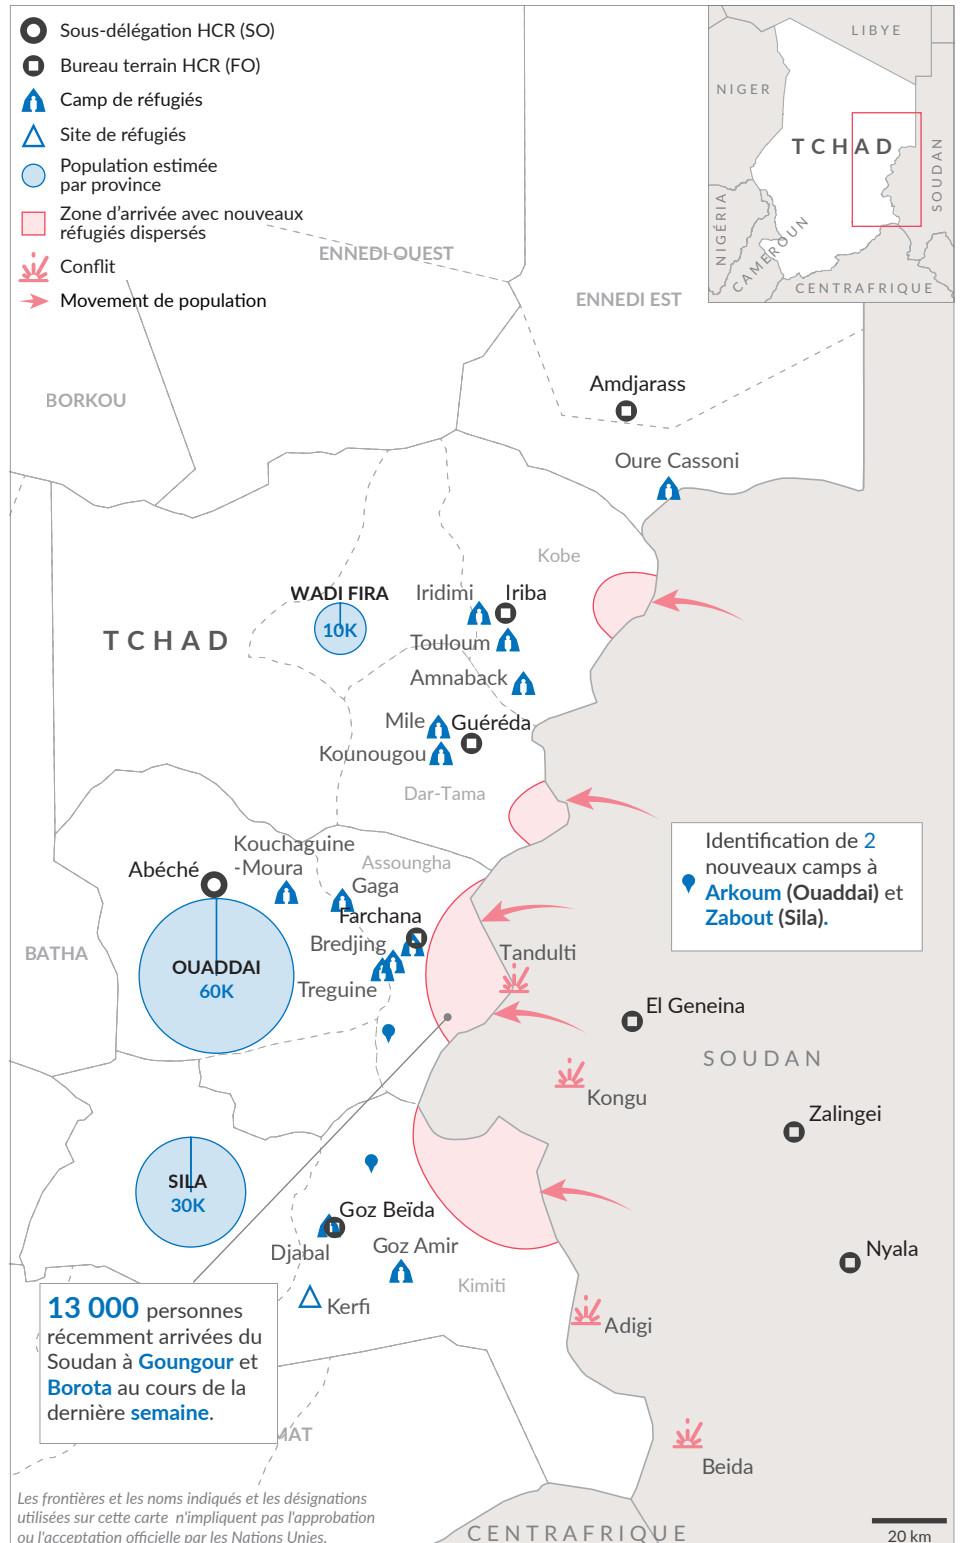 Sous-délégation HCR (SO)
Bureau terrain HCR (FO)
Camp de réfugiés
Site de réfugiés
Population estimée
par province
Zone d'arrivée avec nouveaux
réfugiés dispersés
Conflit
Movement de population
LIBYE
NIGER
TCHAD
SOUDAN
NIGÉRIA
CAMEROUN
CENTRAFRIQUE
ENNEDI OUEST
ENNEDI EST
BORKOU
Amdjarass
Oure Cassoni
Kobe
WADI FIRA
10K
Iridimi
Iriba
TCHAD
Touloum
Amnaback
Mile
Guéréda
Kounougou
Dar-Tama
Kouchaguine
-Moura
Assoungha
Abéché
Gaga
Farchana
Bredjing
Treguine
BATHA
OUADDAI
60K
Tandulti
Identification de 2
nouveaux camps à
Arkoum (Ouaddai) et
Zabout (Sila).
El Geneina
SOUDAN
Kongu
Zalingei
SILA
30K
Goz Beïda
Djabal
Goz Amir
Kerfi
Kimiti
Nyala
Adigi
Beida
13 000 personnes
récemment arrivées du
Soudan à Goungour et
Borota au cours de la
dernière semaine.
MAT
Les frontières et les noms indiqués et les désignations
utilisées sur cette carte n'impliquent pas l'approbation
ou l'acceptation officielle par les Nations Unies.
CENTRAFRIQUE
20 km